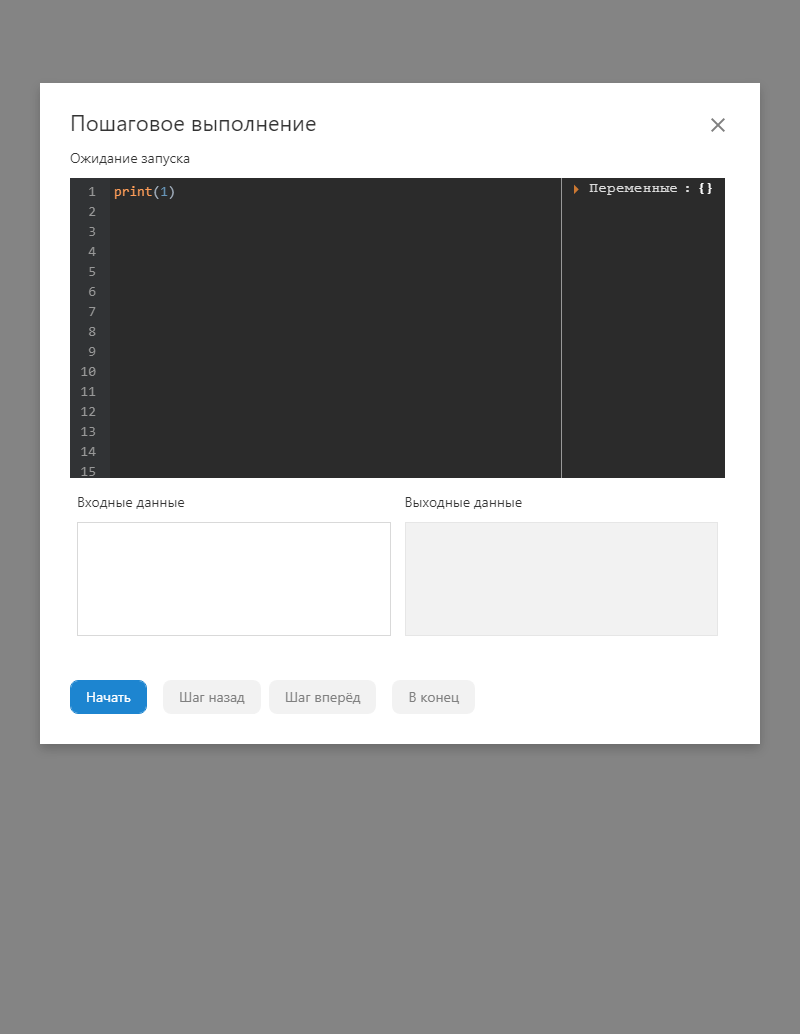 Пошаговое выполнение
Ожидание запуска
1 print(1)
2
3
4
5
6
7
8
9
10
11
12
13
14
15
Переменные : {}
Входные данные
Выходные данные
Начать Шаг назад Шаг вперёд В конец